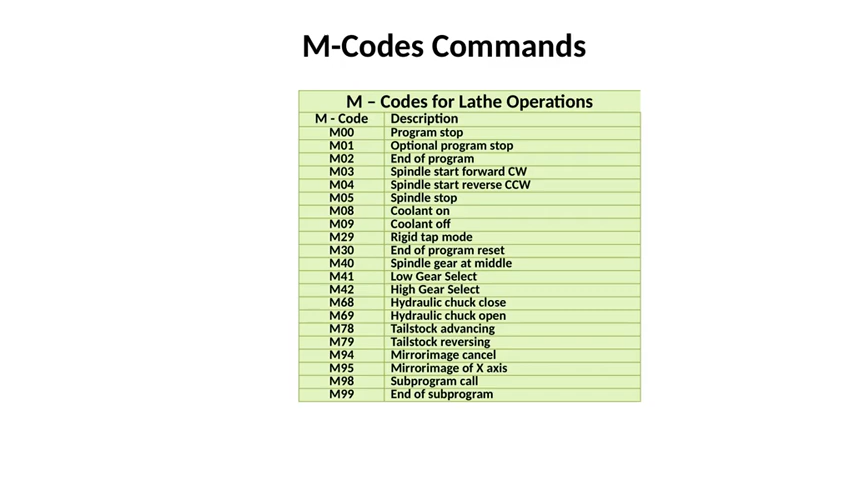 M-Codes Commands
M – Codes for Lathe Operations
M - Code Description
M00 Program stop
M01 Optional program stop
M02 End of program
M03 Spindle start forward CW
M04 Spindle start reverse CCW
M05 Spindle stop
M08 Coolant on
M09 Coolant off
M29 Rigid tap mode
M30 End of program reset
M40 Spindle gear at middle
M41 Low Gear Select
M42 High Gear Select
M68 Hydraulic chuck close
M69 Hydraulic chuck open
M78 Tailstock advancing
M79 Tailstock reversing
M94 Mirrorimage cancel
M95 Mirrorimage of X axis
M98 Subprogram call
M99 End of subprogram